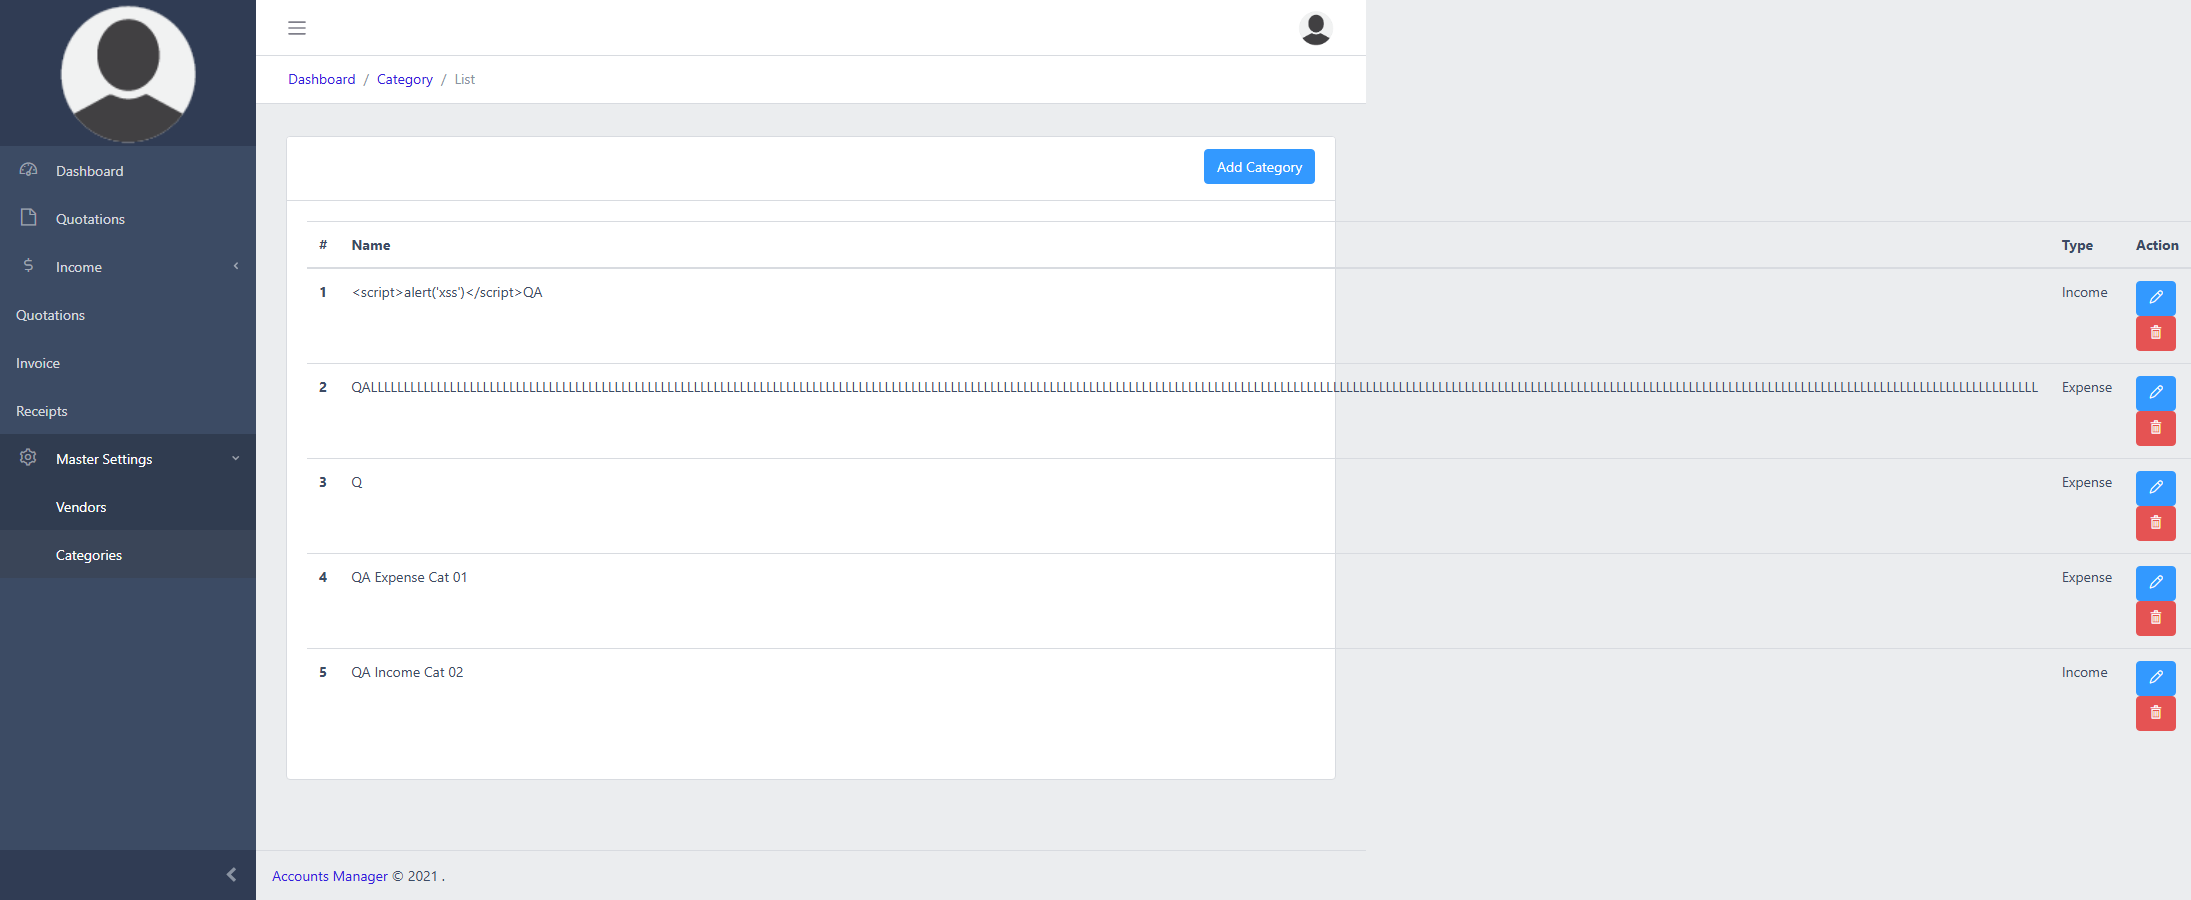 Dashboard / Category / List
Dashboard
Quotations
Income
Quotations
Invoice
Receipts
Master Settings
Vendors
Categories
Add Category
# Name Type Action
1 <script>alert('xss')</script>QA Income
2 Expense
3 Q Expense
4 QA Expense Cat 01 Expense
5 QA Income Cat 02 Income
Accounts Manager © 2021 .